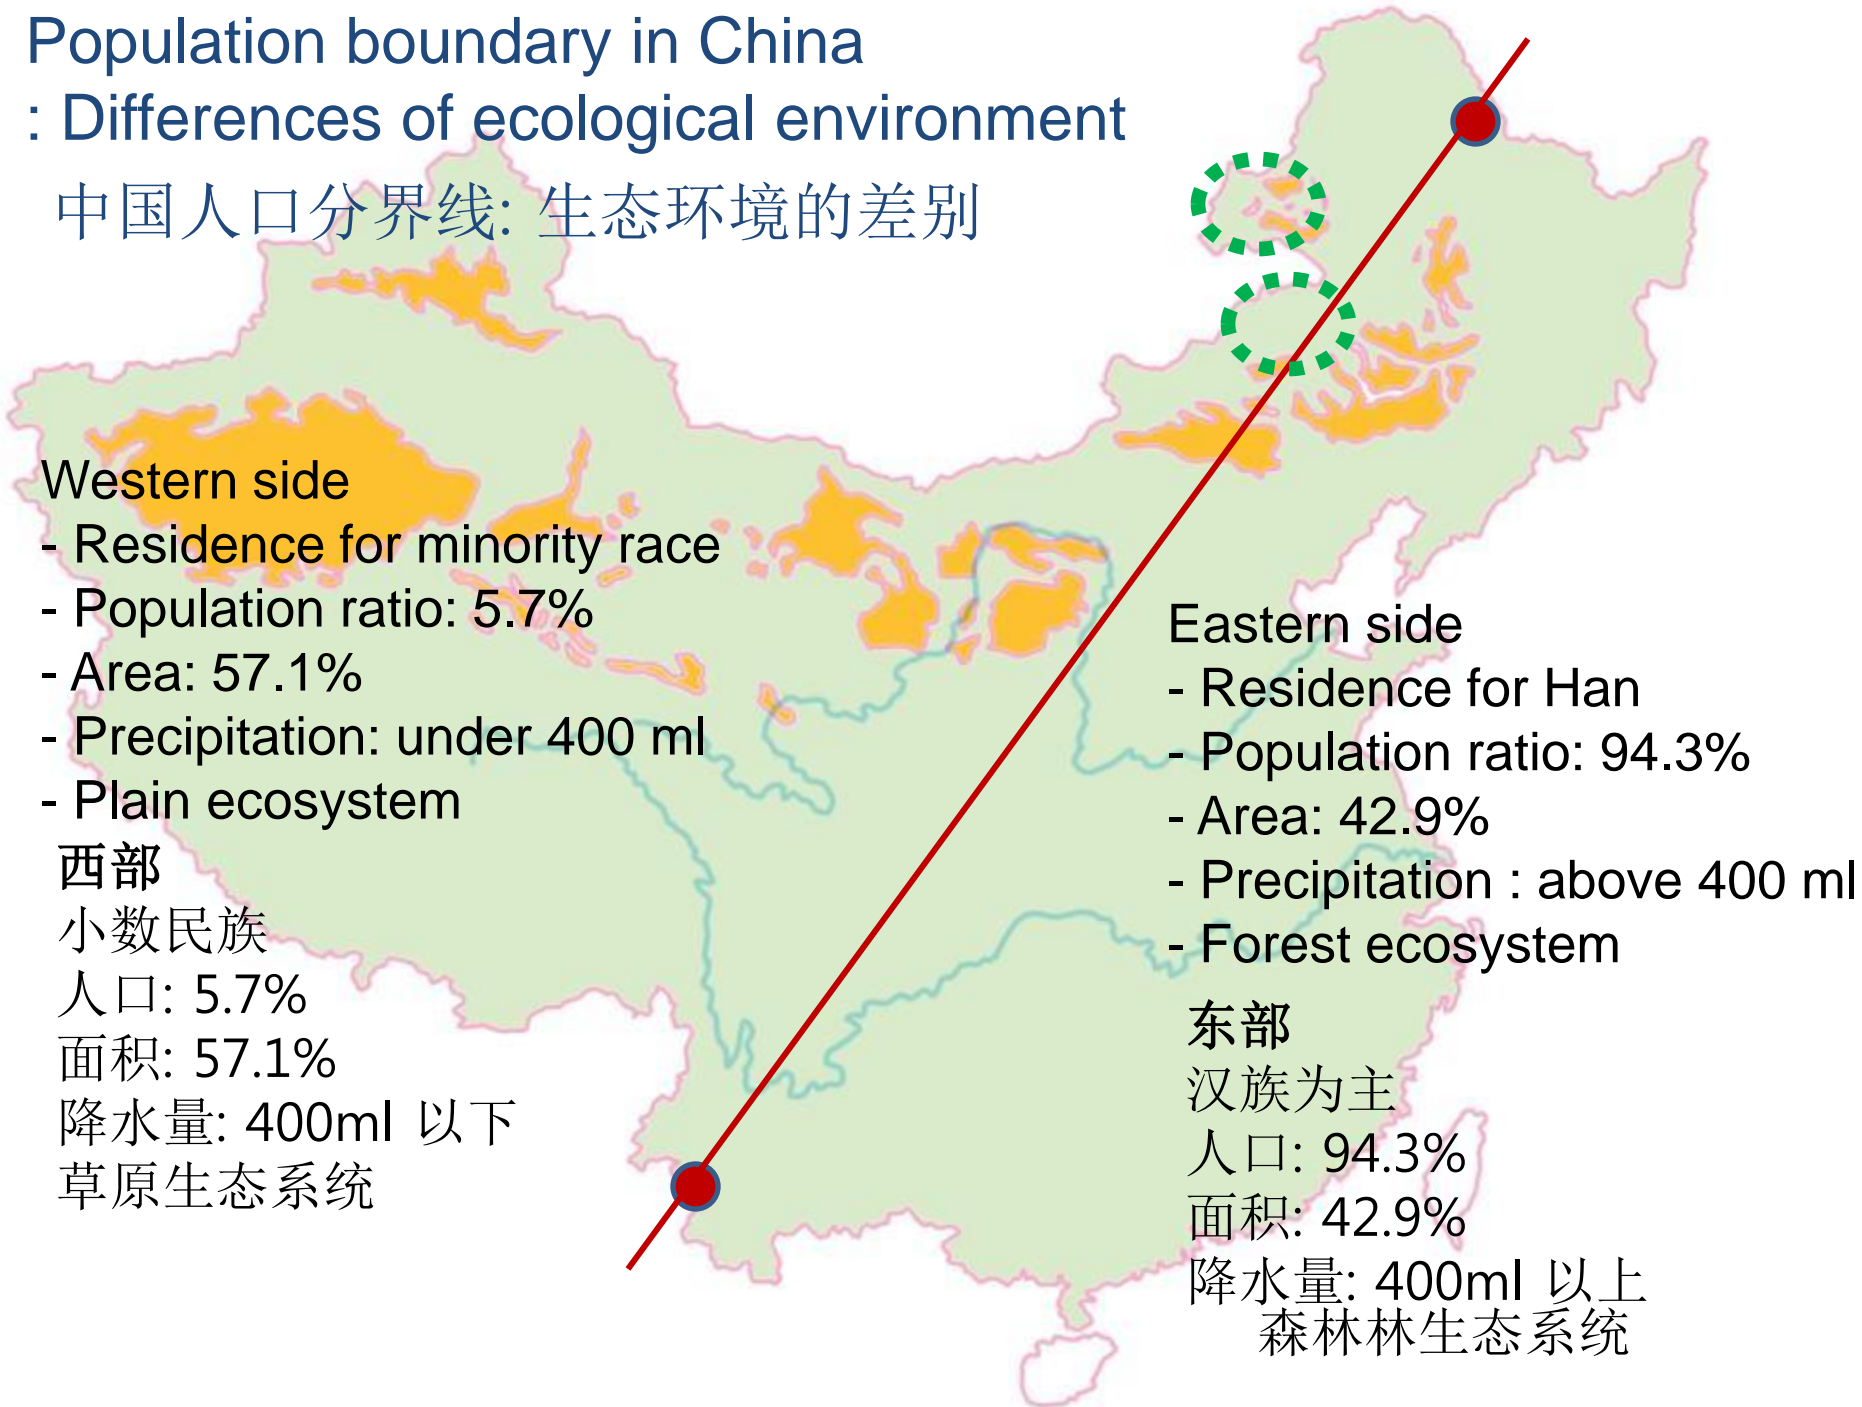 Population boundary in China
: Differences of ecological environment
中国人口分界线: 生态环境的差别
Western side
- Residence for minority race
- Population ratio: 5.7%
- Area: 57.1%
- Precipitation: under 400 ml
- Plain ecosystem
西部
小数民族
人口: 5.7%
面积: 57.1%
降水量: 400ml 以下
草原生态系统
Eastern side
- Residence for Han
- Population ratio: 94.3%
- Area: 42.9%
- Precipitation : above 400 ml
- Forest ecosystem
东部
汉族为主
人口: 94.3%
面积: 42.9%
降水量: 400ml 以上
森林林生态系统